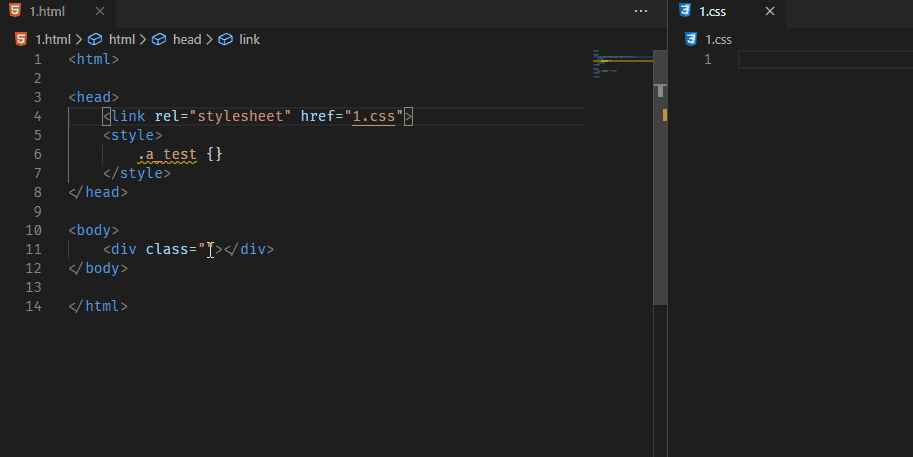 1.html
1.html > html > head > link
1 <html>
2
3 <head>
4 <link rel="stylesheet" href="1.css">
5 <style>
6 .a_test {}
7 </style>
8 </head>
9
10 <body>
11 <div class=""></div>
12 </body>
13
14 </html>
1.css
1.css
1